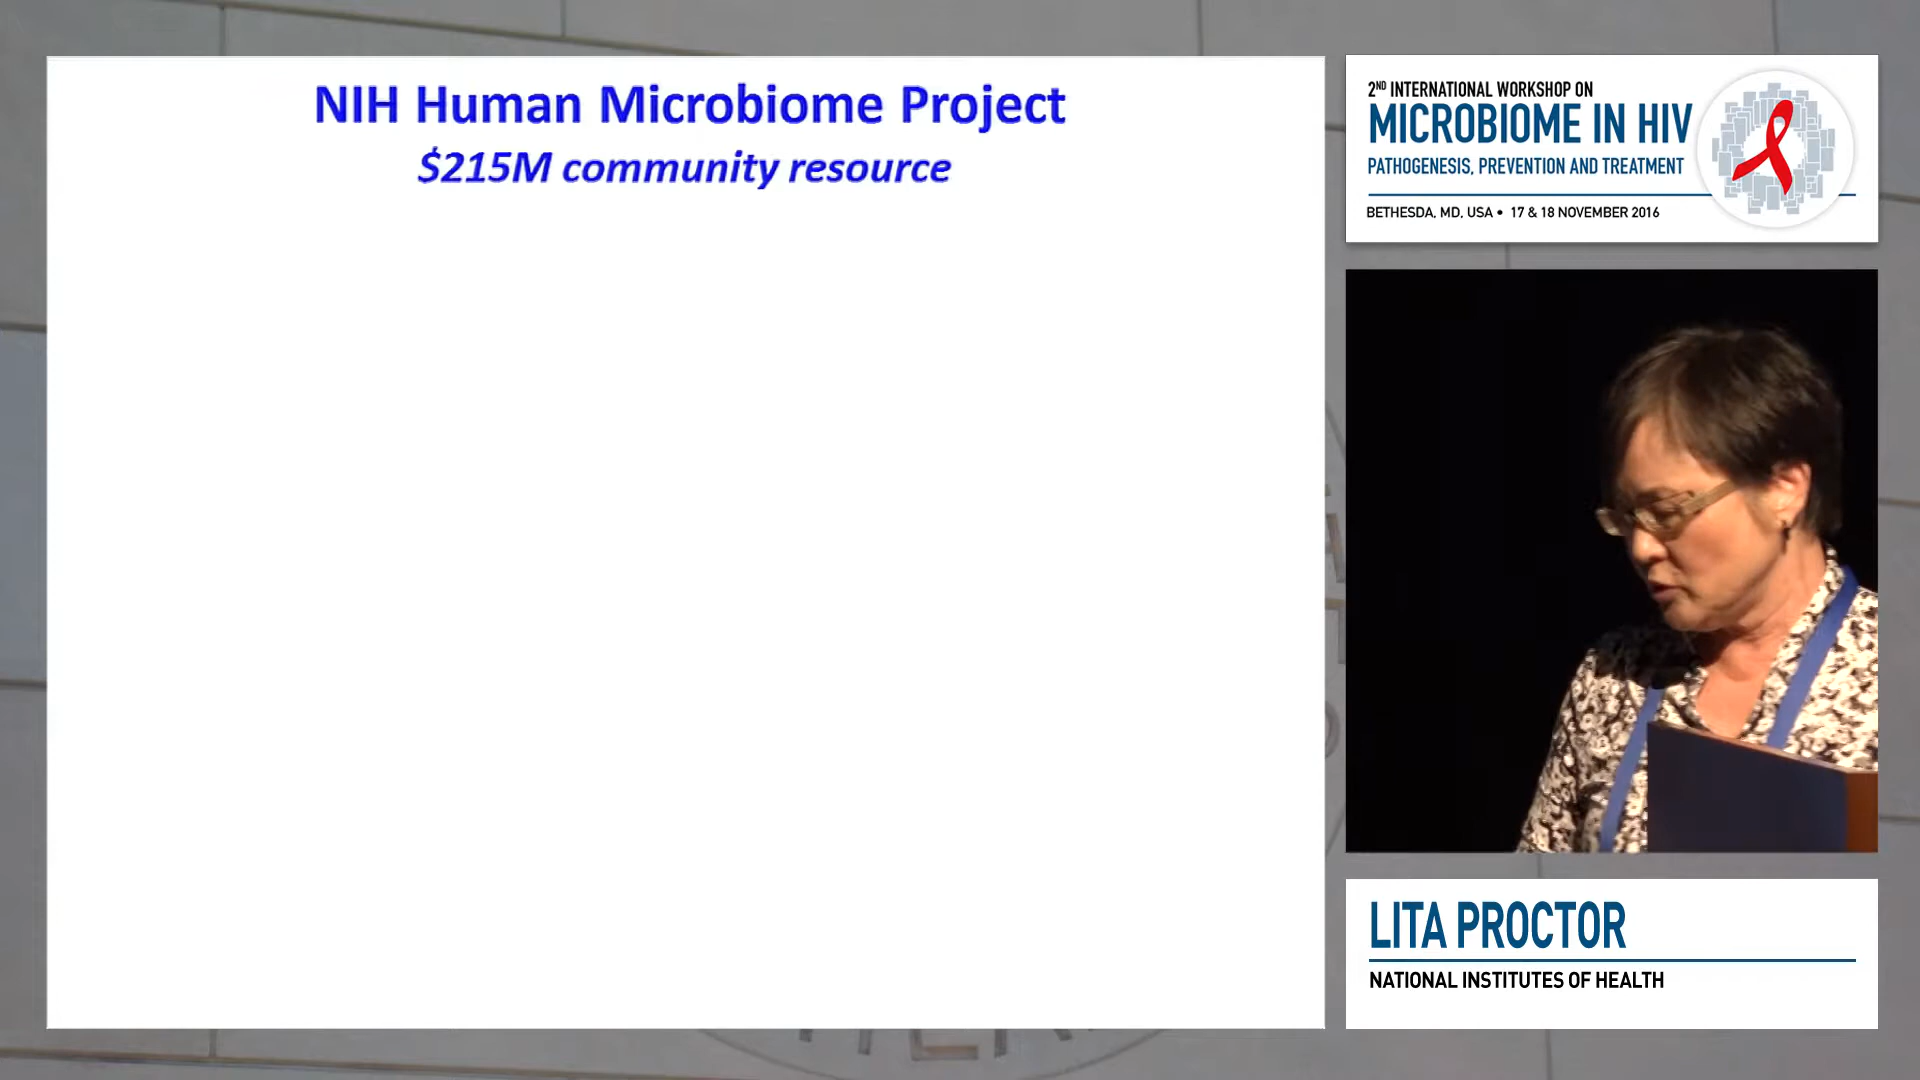 NIH Human Microbiome Project
$215M community resource
2ND INTERNATIONAL WORKSHOP ON
MICROBIOME IN HIV
PATHOGENESIS, PREVENTION AND TREATMENT
BETHESDA, MD, USA • 17 & 18 NOVEMBER 2016
LITA PROCTOR
NATIONAL INSTITUTES OF HEALTH